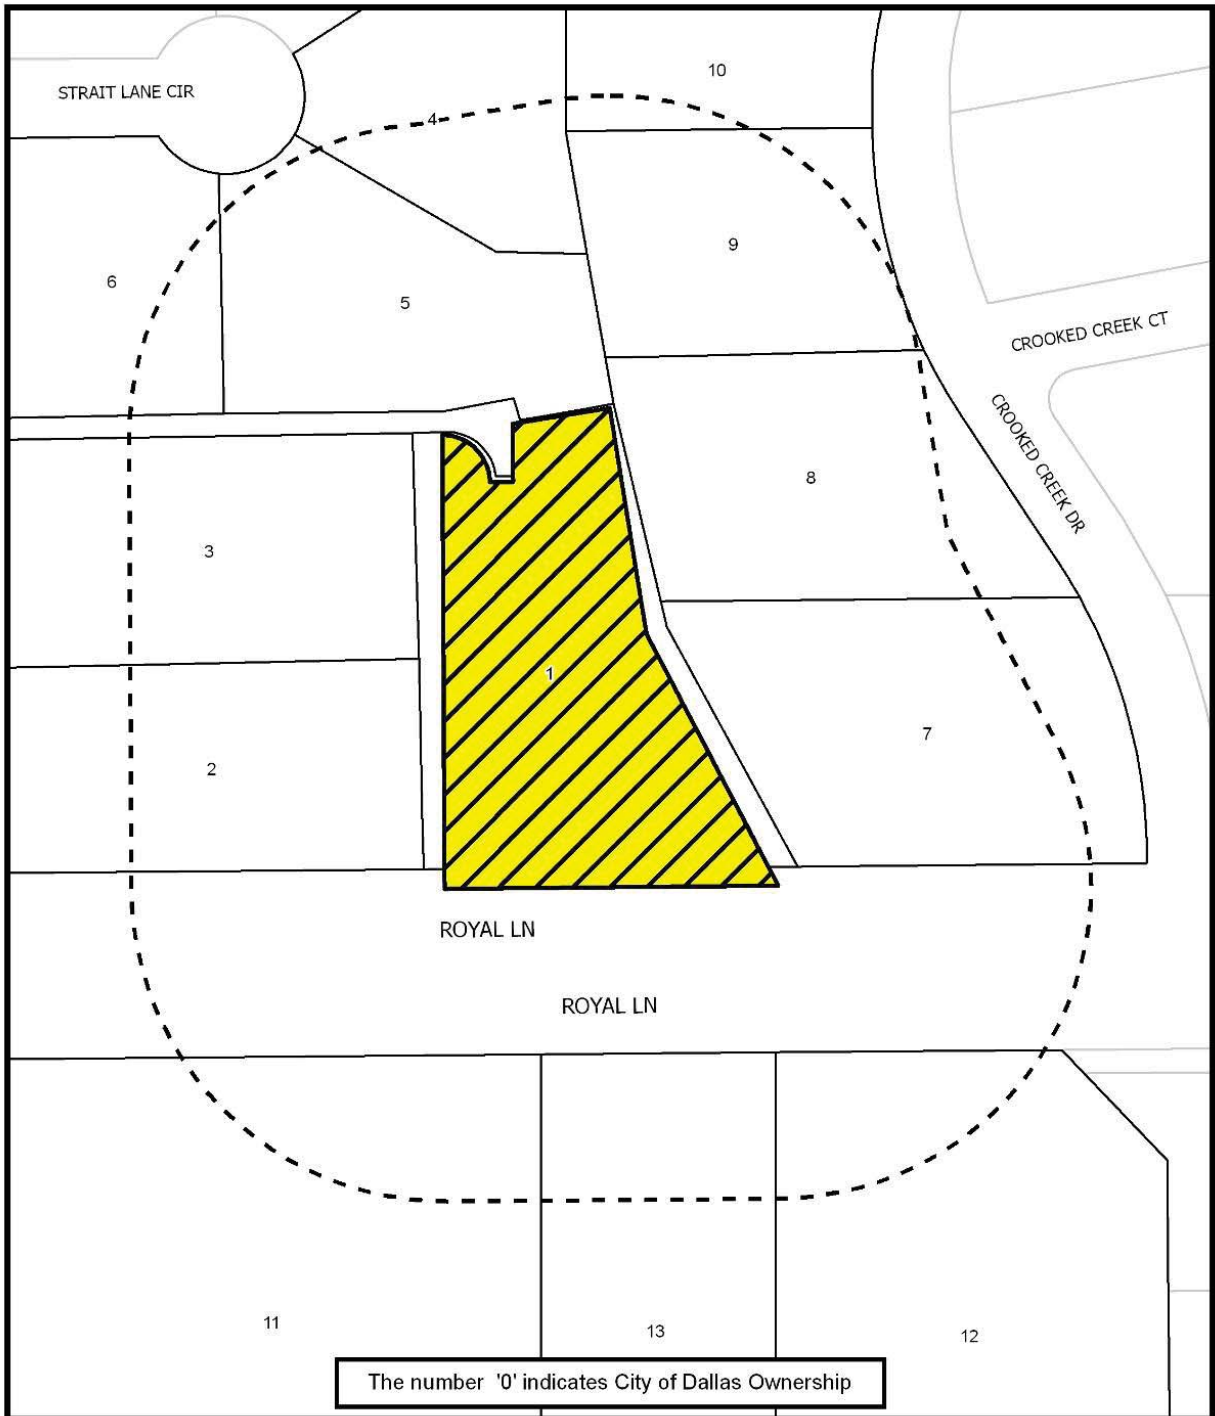 10
STRAIT LANE CIR
4
9
6
5
CROOKED CREEK CT
CROOKED CREEK DR
8
3
1
7
2
ROYAL LN
ROYAL LN
11
13
12
The number '0' indicates City of Dallas Ownership